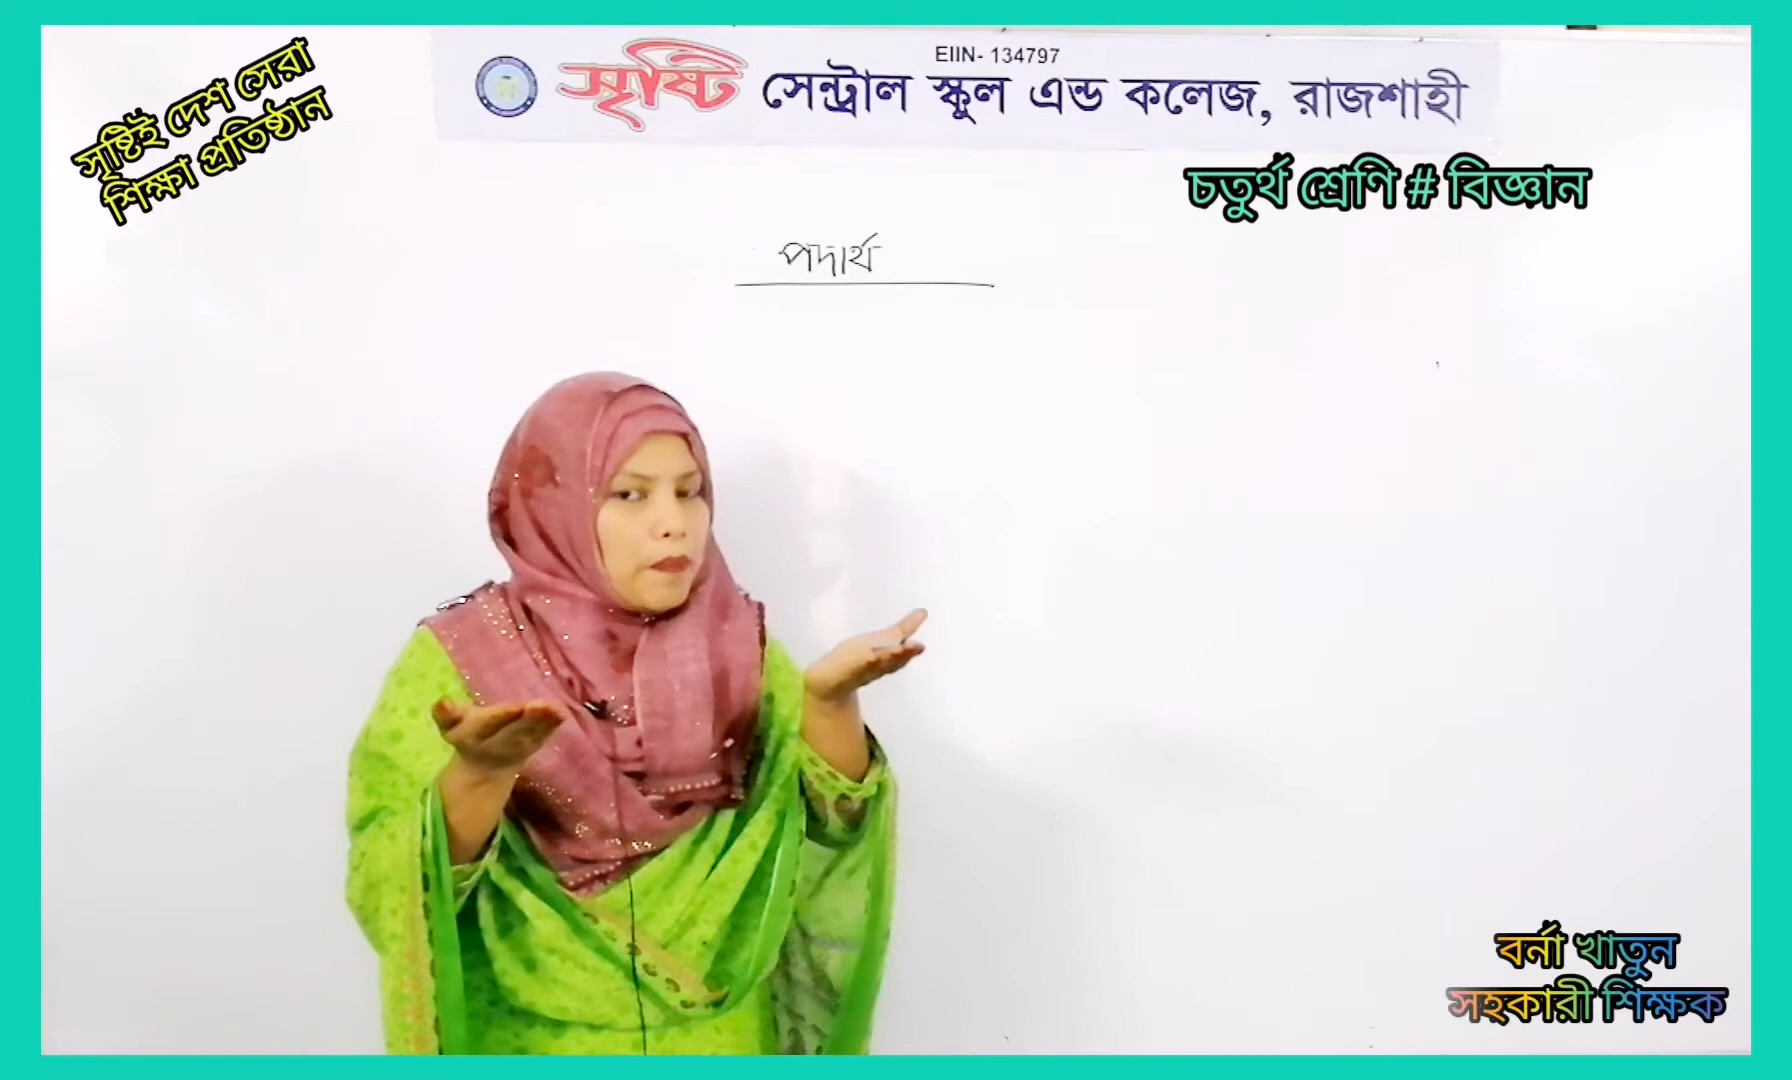 সৃষ্টিই দেশ সেরা
শিক্ষা প্রতিষ্ঠান
EIIN- 134797
সৃষ্টি সেন্ট্রাল স্কুল এন্ড কলেজ, রাজশাহী
চতুর্থ শ্রেণি # বিজ্ঞান
পদার্থ
বর্না খাতুন
সহকারী শিক্ষক